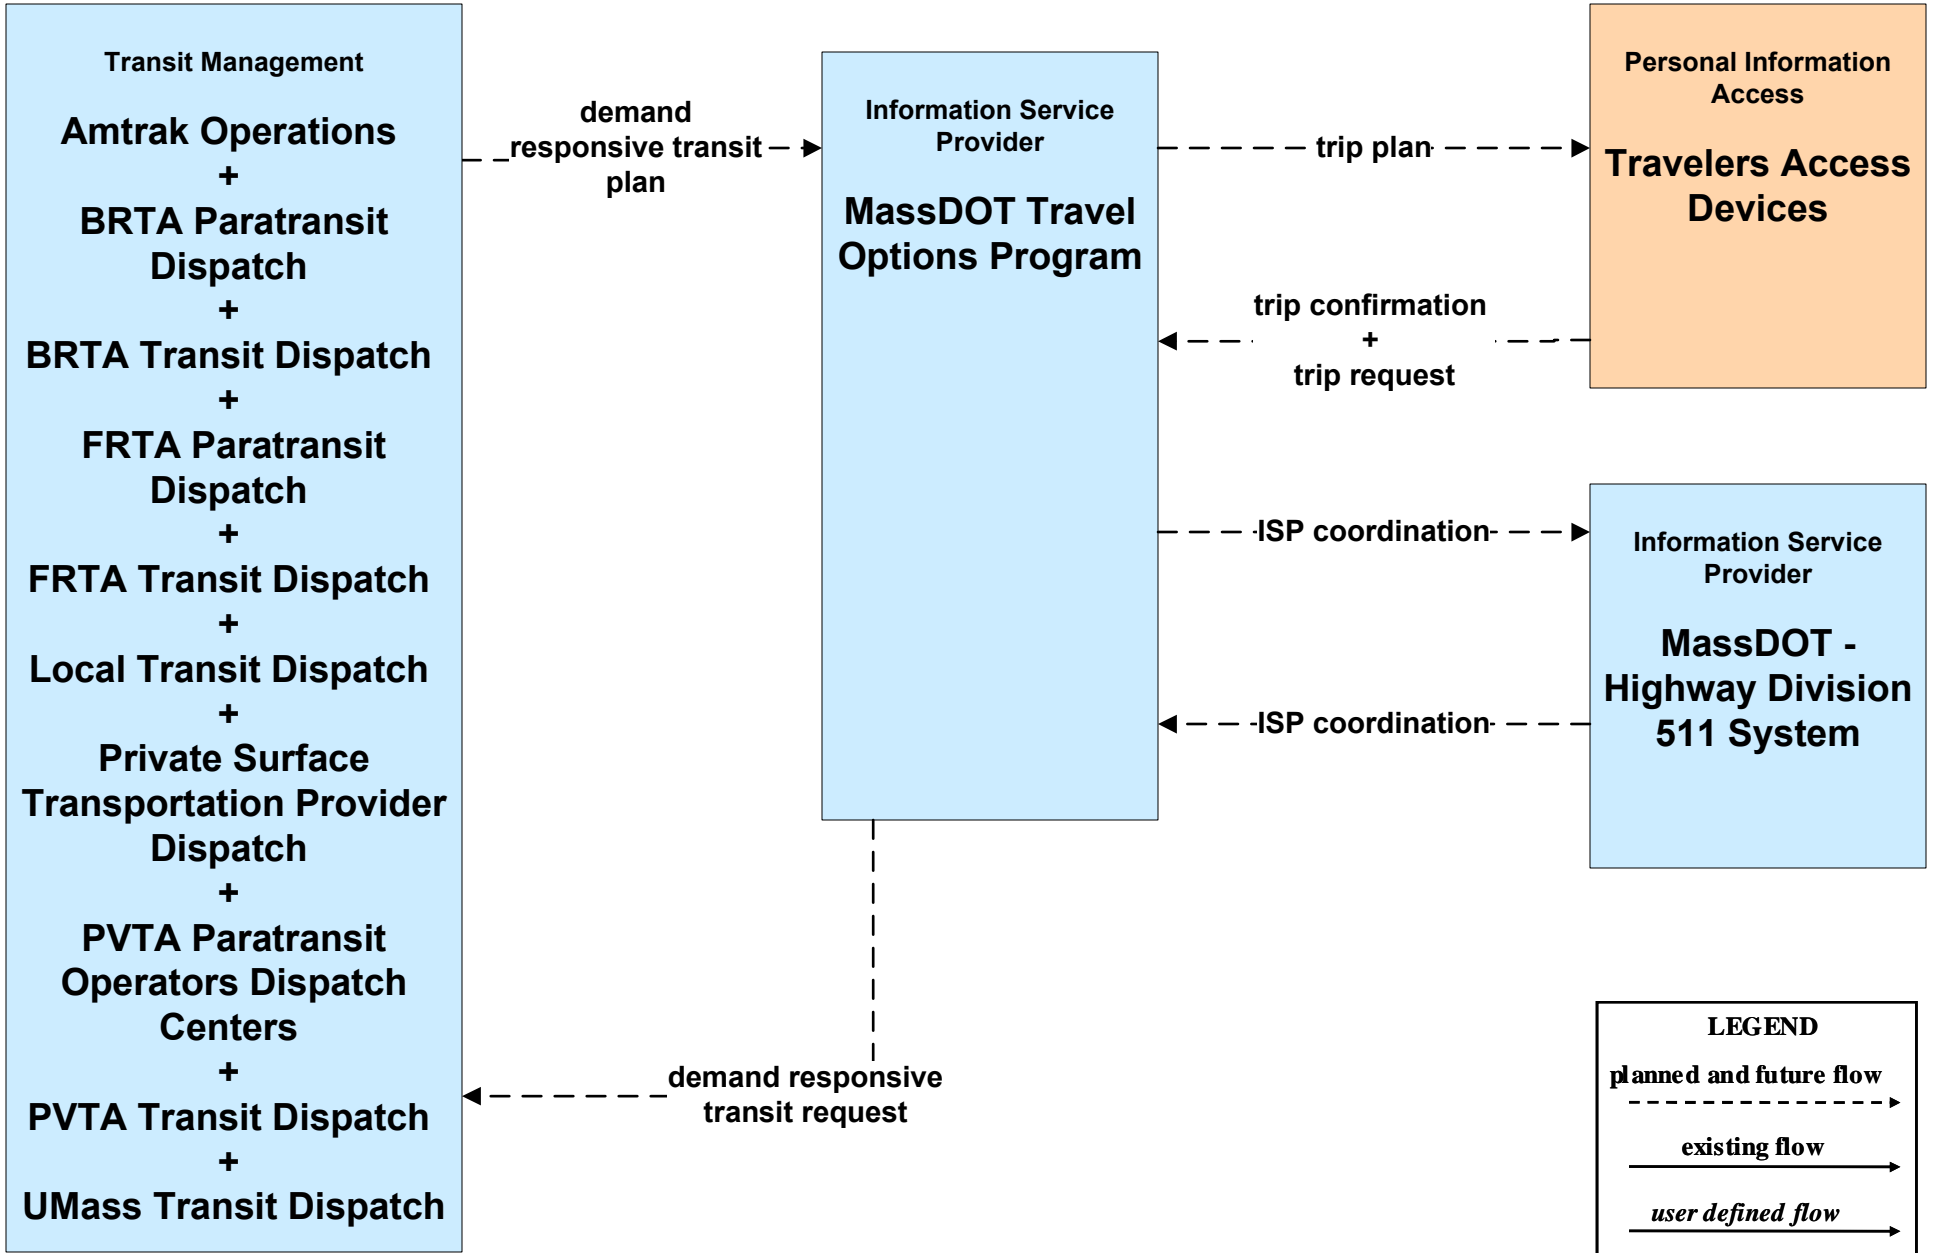 Transit Management
Amtrak Operations
+
BRTA Paratransit
Dispatch
+
BRTA Transit Dispatch
+
FRTA Paratransit
Dispatch
+
FRTA Transit Dispatch
+
Local Transit Dispatch
+
Private Surface
Transportation Provider
Dispatch
+
PVTA Paratransit
Operators Dispatch
Centers
+
PVTA Transit Dispatch
+
UMass Transit Dispatch
demand
responsive transit
plan
Information Service
Provider
MassDOT Travel
Options Program
demand responsive
transit request
trip plan
trip confirmation
+
trip request
ISP coordination
ISP coordination
Personal Information
Access
Travelers Access
Devices
Information Service
Provider
MassDOT -
Highway Division
511 System
LEGEND
planned and future flow
existing flow
user defined flow